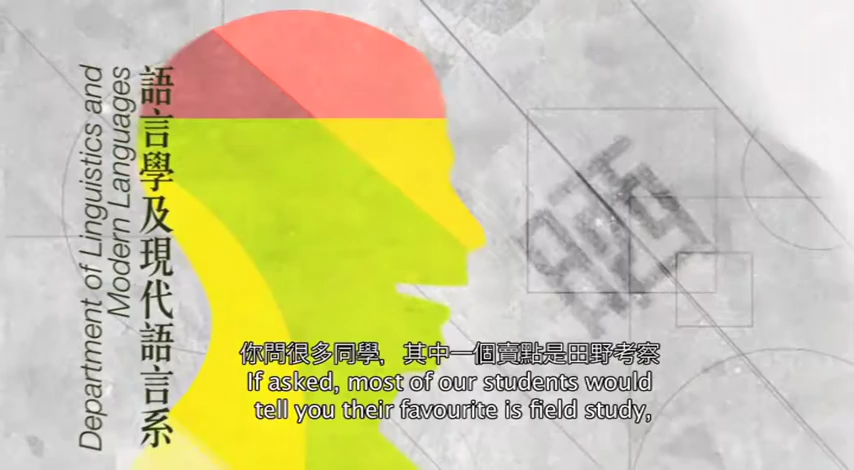 Department of Linguistics and
Modern Languages
語言學及現代語言系
你問很多同學，其中一個賣點是田野考察
If asked, most of our students would
tell you their favourite is field study,